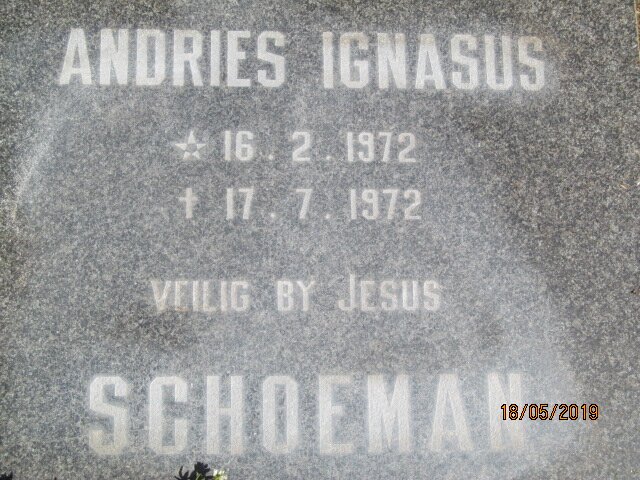 ANDRIES IGNASUS
☆ 16.2.1972
† 17.7.1972
VEILIG BY JESUS
SCHOEMAN
18/05/2019